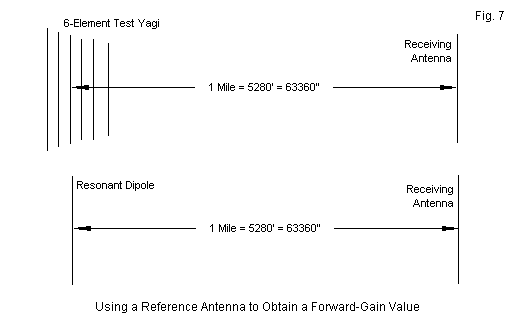 Fig. 7
6-Element Test Yagi
Receiving
Antenna
1 Mile = 5280' = 63360"
Resonant Dipole
Receiving
Antenna
1 Mile = 5280' = 63360"
Using a Reference Antenna to Obtain a Forward-Gain Value